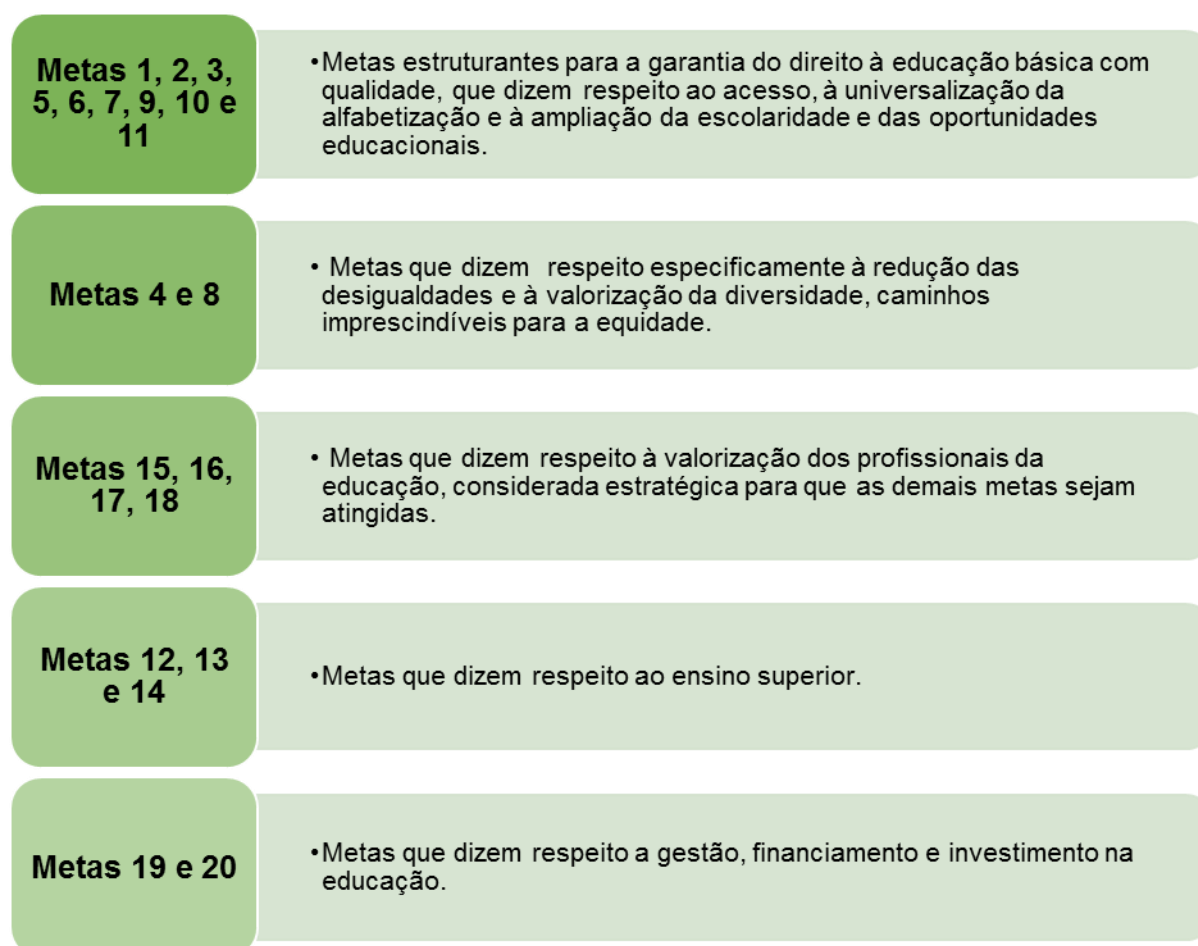 Metas 1, 2, 3,
5, 6, 7, 9, 10 e
11
•Metas estruturantes para a garantia do direito à educação básica com
qualidade, que dizem respeito ao acesso, à universalização da
alfabetização e à ampliação da escolaridade e das oportunidades
educacionais.
Metas 4 e 8
• Metas que dizem respeito especificamente à redução das
desigualdades e à valorização da diversidade, caminhos
imprescindíveis para a equidade.
Metas 15, 16,
17, 18
• Metas que dizem respeito à valorização dos profissionais da
educação, considerada estratégica para que as demais metas sejam
atingidas.
Metas 12, 13
e 14
•Metas que dizem respeito ao ensino superior.
Metas 19 e 20
•Metas que dizem respeito a gestão, financiamento e investimento na
educação.